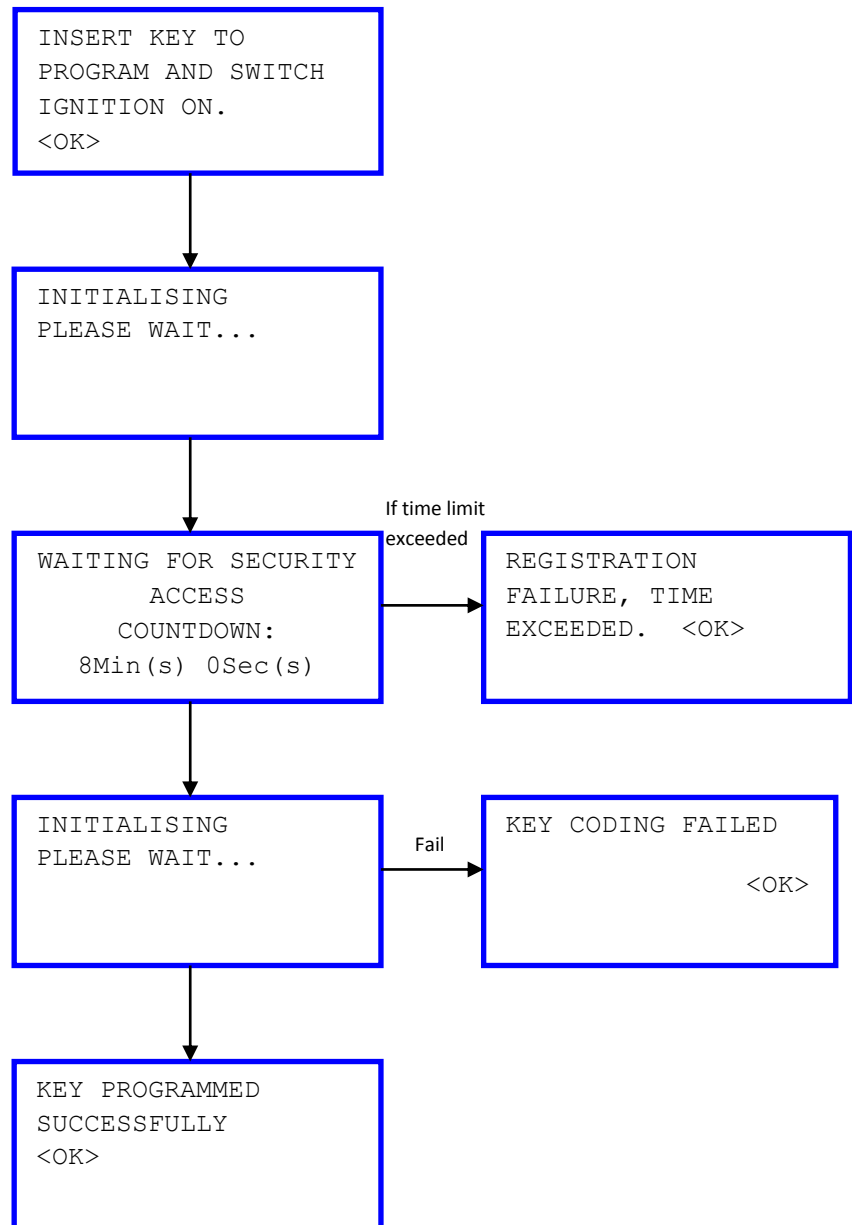 INSERT KEY TO
PROGRAM AND SWITCH
IGNITION ON.
<OK>
INITIALISING
PLEASE WAIT...
If time limit
exceeded
WAITING FOR SECURITY
ACCESS
COUNTDOWN:
8Min(s) 0Sec(s)
REGISTRATION
FAILURE, TIME
EXCEEDED. <OK>
INITIALISING
PLEASE WAIT...
Fail
KEY CODING FAILED
<OK>
KEY PROGRAMMED
SUCCESSFULLY
<OK>